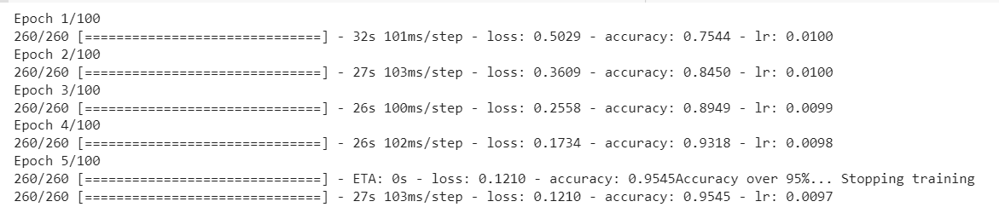 Epoch 1/100
260/260 [==============================] - 32s 101ms/step - loss: 0.5029 - accuracy: 0.7544 - lr: 0.0100
Epoch 2/100
260/260 [==============================] - 27s 103ms/step - loss: 0.3609 - accuracy: 0.8450 - lr: 0.0100
Epoch 3/100
260/260 [==============================] - 26s 100ms/step - loss: 0.2558 - accuracy: 0.8949 - lr: 0.0099
Epoch 4/100
260/260 [==============================] - 26s 102ms/step - loss: 0.1734 - accuracy: 0.9318 - lr: 0.0098
Epoch 5/100
260/260 [==============================] - ETA: 0s - loss: 0.1210 - accuracy: 0.9545Accuracy over 95%... Stopping training
260/260 [==============================] - 27s 103ms/step - loss: 0.1210 - accuracy: 0.9545 - lr: 0.0097